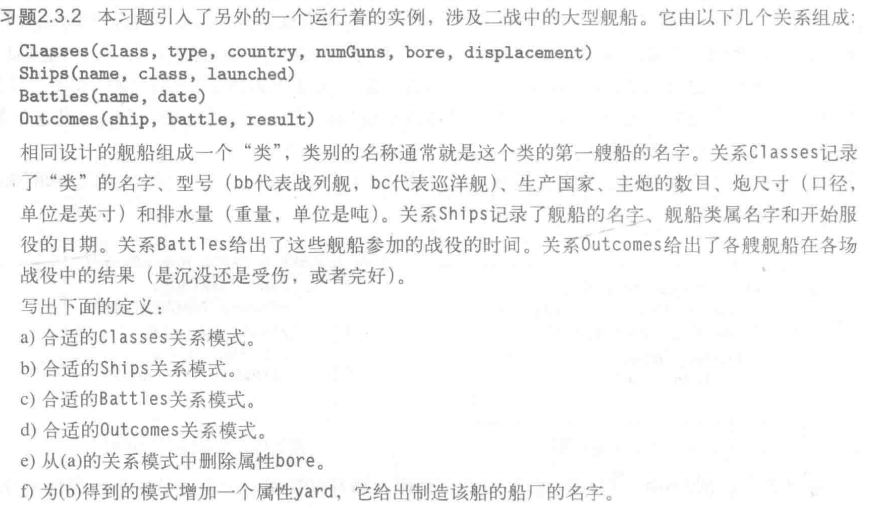 习题2.3.2 本习题引入了另外的一个运行着的实例，涉及二战中的大型舰船。它由以下几个关系组成:
Classes(class, type, country, numGuns, bore, displacement)
Ships(name, class, launched)
Battles(name, date)
Outcomes(ship, battle, result)
相同设计的舰船组成一个“类”，类别的名称通常就是这个类的第一艘船的名字。关系Classes记录
了“类”的名字、型号（bb代表战列舰，bc代表巡洋舰）、生产国家、主炮的数目、炮尺寸（口径，
单位是英寸）和排水量（重量，单位是吨）。关系Ships记录了舰船的名字、舰船类属名字和开始服
役的日期。关系Battles给出了这些舰船参加的战役的时间。关系Outcomes给出了各艘舰船在各场
战役中的结果（是沉没还是受伤，或者完好）。
写出下面的定义：
a) 合适的Classes关系模式。
b) 合适的Ships关系模式。
c) 合适的Battles关系模式。
d) 合适的Outcomes关系模式。
e) 从(a)的关系模式中删除属性bore。
f) 为(b)得到的模式增加一个属性yard，它给出制造该船的船厂的名字。